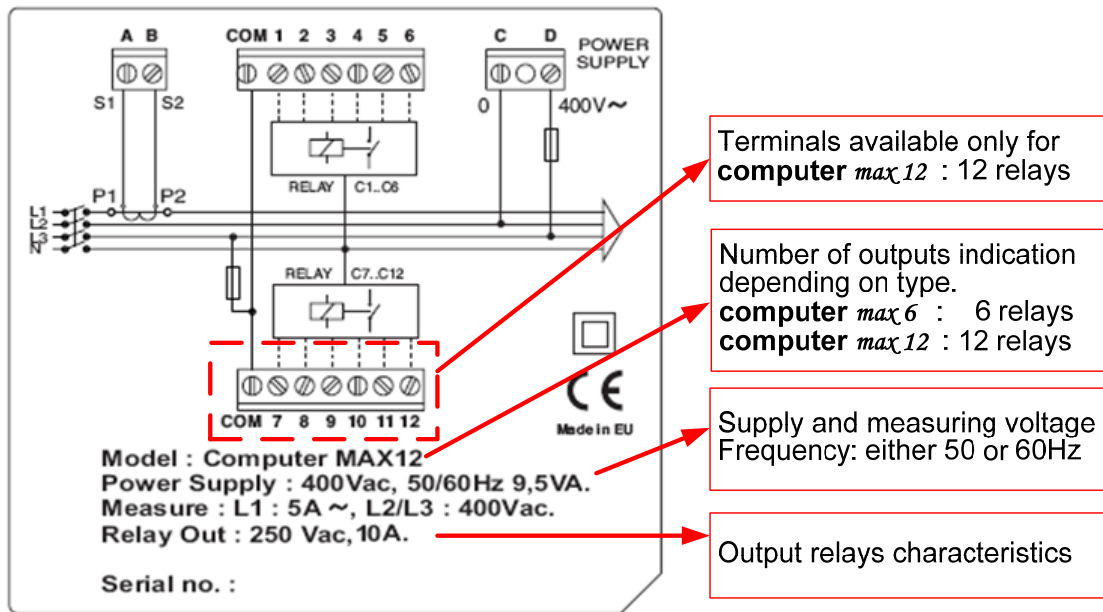 A B
COM 1 2 3 4 5 6
C D
POWER
SUPPLY
S1 S2
0 400V~
RELAY C1..C6
P1 P2
L1
L2
L3
N
RELAY C7..C12
COM 7 8 9 10 11 12
CE
Made in EU
Model : Computer MAX12
Power Supply : 400Vac, 50/60Hz 9,5VA.
Measure : L1 : 5A ~, L2/L3 : 400Vac.
Relay Out : 250 Vac, 10A.
Serial no. :
Terminals available only for
computer max 12 : 12 relays
Number of outputs indication
depending on type.
computer max 6 : 6 relays
computer max 12 : 12 relays
Supply and measuring voltage
Frequency: either 50 or 60Hz
Output relays characteristics